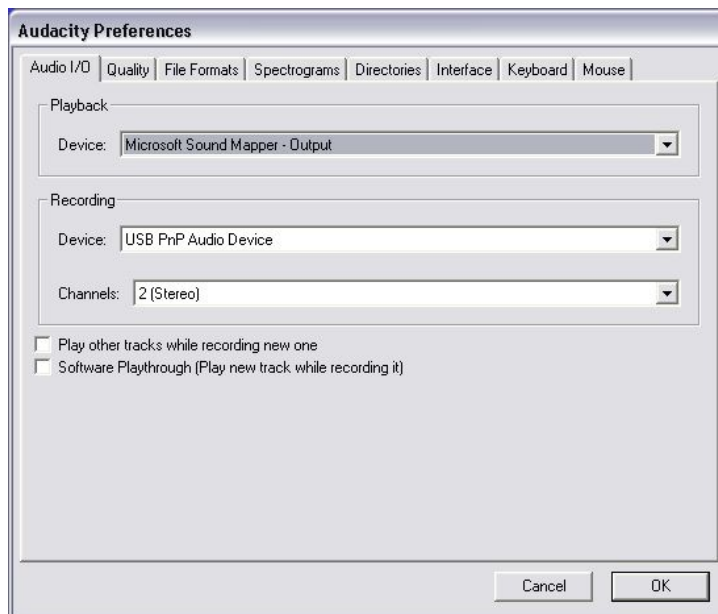 Audacity Preferences
Audio I/O Quality File Formats Spectrograms Directories Interface Keyboard Mouse
Playback
Device: Microsoft Sound Mapper - Output
Recording
Device: USB PnP Audio Device
Channels: 2 (Stereo)
Play other tracks while recording new one
Software Playthrough (Play new track while recording it)
Cancel OK